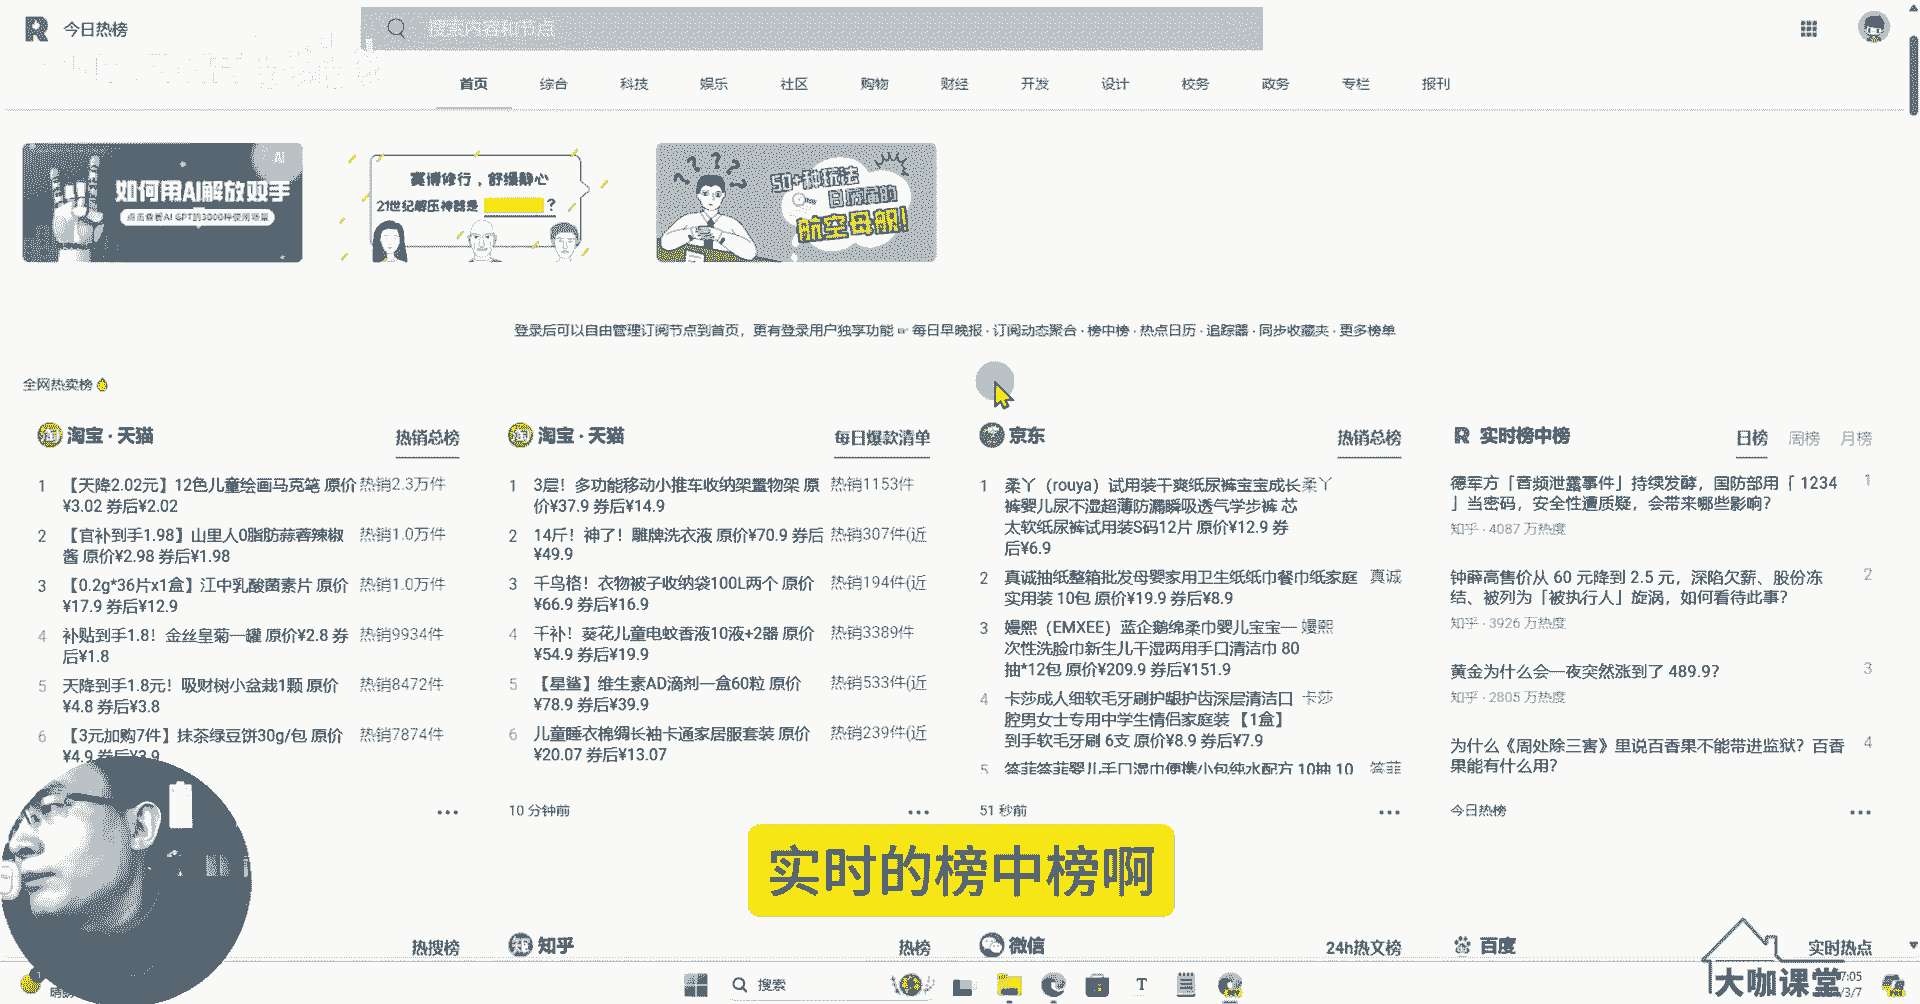 今日热榜
搜索内容和节点
首页 综合 科技 娱乐 社区 购物 财经 开发 设计 校务 政务 专栏 报刊
AI
如何用AI解放双手
点击查看AI GPT的3000种使用场景
赛博修行，舒缓静心
21世纪解压神器是 ？
50+种玩法
日历届的
航空母舰!
登录后可以自由管理订阅节点到首页，更有登录用户独享功能 ☞ 每日早晚报 · 订阅动态聚合 · 榜中榜 · 热点日历 · 追踪器 · 同步收藏夹 · 更多榜单
全网热卖榜
淘宝 · 天猫 热销总榜
1 【天降2.02元】12色儿童绘画马克笔 原价 热销2.3万件
¥3.02 券后¥2.02
2 【官补到手1.98】山里人0脂肪蒜蓉辣椒 热销1.0万件
酱 原价¥2.98 券后¥1.98
3 【0.2g*36片x1盒】江中乳酸菌素片 原价 热销1.0万件
¥17.9 券后¥12.9
4 补贴到手1.8！金丝皇菊一罐 原价¥2.8 券 热销9934件
后¥1.8
5 天降到手1.8元！吸财树小盆栽1颗 原价 热销8472件
¥4.8 券后¥3.8
6 【3元加购7件】抹茶绿豆饼30g/包 原价 热销7874件
¥4.9 券后¥3.9
淘宝 · 天猫 每日爆款清单
1 3层！多功能移动小推车收纳架置物架 原 热销1153件
价¥37.9 券后¥14.9
2 14斤！神了！雕牌洗衣液 原价¥70.9 券后 热销307件(近
¥49.9
3 千鸟格！衣物被子收纳袋100L两个 原价 热销194件(近
¥66.9 券后¥16.9
4 千补！葵花儿童电蚊香液10液+2器 原价 热销3389件
¥54.9 券后¥19.9
5 【星鲨】维生素AD滴剂一盒60粒 原价 热销533件(近
¥78.9 券后¥39.9
6 儿童睡衣棉绸长袖卡通家居服套装 原价 热销239件(近
¥20.07 券后¥13.07
10 分钟前
京东 热销总榜
1 柔丫（rouya）试用装干爽纸尿裤宝宝成长 柔丫
裤婴儿尿不湿超薄防漏瞬吸透气学步裤 芯
太软纸尿裤试用装S码12片 原价¥12.9 券
后¥6.9
2 真诚抽纸整箱批发母婴家用卫生纸纸巾餐巾纸家庭 真诚
实用装 10包 原价¥19.9 券后¥8.9
3 嫚熙（EMXEE）蓝企鹅绵柔巾婴儿宝宝一 嫚熙
次性洗脸巾新生儿干湿两用手口清洁巾 80
抽*12包 原价¥209.9 券后¥151.9
4 卡莎成人细软毛牙刷护龈护齿深层清洁口 卡莎
腔男女士专用中学生情侣家庭装 【1盒】
到手软毛牙刷 6支 原价¥8.9 券后¥7.9
5 答菲答菲婴儿手口湿巾便携小包纯水配方 10抽 10 答菲
51 秒前
实时榜中榜 日榜 周榜 月榜
德军方「音频泄露事件」持续发酵，国防部用「1234 1
」当密码，安全性遭质疑，会带来哪些影响？
知乎 · 4087 万热度
钟薛高售价从 60 元降到 2.5 元，深陷欠薪、股份冻 2
结、被列为「被执行人」旋涡，如何看待此事？
知乎 · 3926 万热度
黄金为什么会一夜突然涨到了 489.9？ 3
知乎 · 2805 万热度
为什么《周处除三害》里说百香果不能带进监狱？百香 4
果能有什么用？
今日热榜
实时的榜中榜啊
热搜榜
知乎 热榜
微信 24h热文榜
百度 实时热点
搜索
大咖课堂
7:05
/3/7